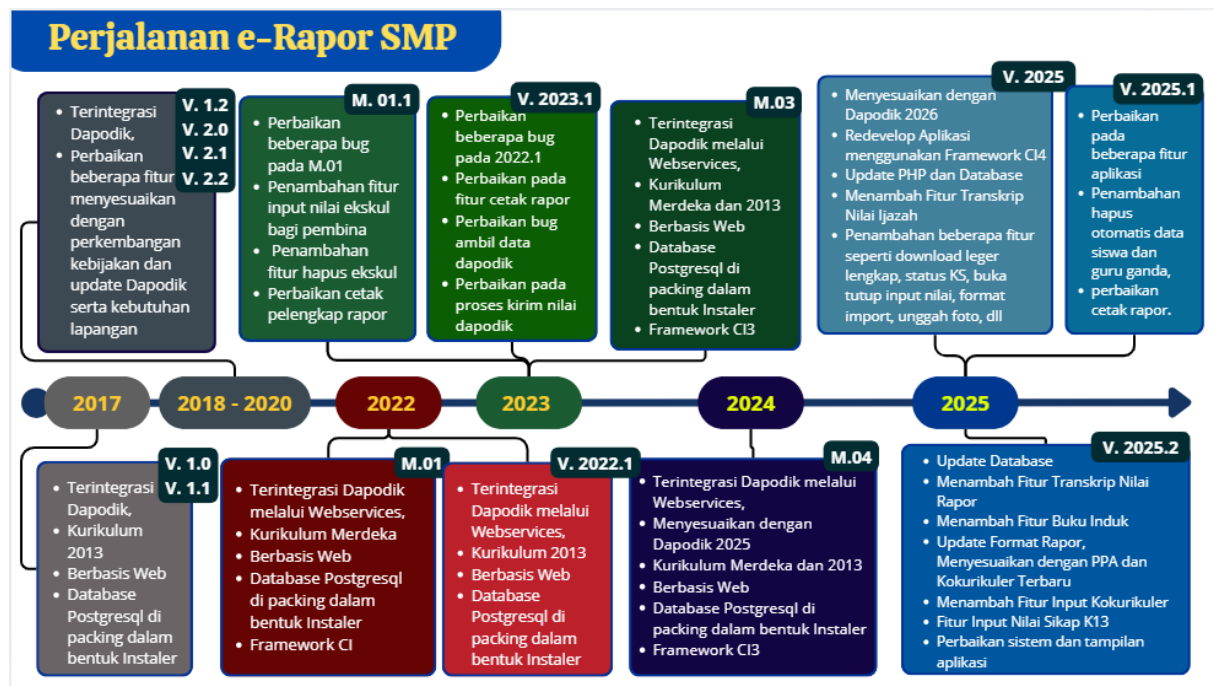 Perjalanan e-Rapor SMP
V. 1.2
V. 2.0
V. 2.1
V. 2.2
• Terintegrasi
Dapodik,
• Perbaikan
beberapa fitur
menyesuaikan
dengan
perkembangan
kebijakan dan
update Dapodik
serta kebutuhan
lapangan
M. 01.1
• Perbaikan
beberapa bug
pada M.01
• Penambahan fitur
input nilai ekskul
bagi pembina
• Penambahan
fitur hapus ekskul
• Perbaikan cetak
pelengkap rapor
V. 2023.1
• Perbaikan
beberapa bug
pada 2022.1
• Perbaikan pada
fitur cetak rapor
• Perbaikan bug
ambil data
dapodik
• Perbaikan pada
proses kirim nilai
dapodik
M.03
• Terintegrasi
Dapodik melalui
Webservices,
• Kurikulum
Merdeka dan 2013
• Berbasis Web
• Database
Postgresql di
packing dalam
bentuk Instaler
• Framework CI3
V. 2025
• Menyesuaikan dengan
Dapodik 2026
• Redevelop Aplikasi
menggunakan Framework CI4
• Update PHP dan Database
• Menambah Fitur Transkrip
Nilai Ijazah
• Penambahan beberapa fitur
seperti download leger
lengkap, status KS, buka
tutup input nilai, format
import, unggah foto, dll
V. 2025.1
• Perbaikan
pada
beberapa fitur
aplikasi
• Penambahan
hapus
otomatis data
siswa dan
guru ganda,
• perbaikan
cetak rapor.
2017
2018 - 2020
2022
2023
2024
2025
V. 1.0
V. 1.1
• Terintegrasi
Dapodik,
• Kurikulum
2013
• Berbasis Web
• Database
Postgresql di
packing dalam
bentuk Instaler
M.01
• Terintegrasi Dapodik
melalui Webservices,
• Kurikulum Merdeka
• Berbasis Web
• Database Postgresql
di packing dalam
bentuk Instaler
• Framework CI
V. 2022.1
• Terintegrasi
Dapodik melalui
Webservices,
• Kurikulum 2013
• Berbasis Web
• Database
Postgresql di
packing dalam
bentuk Instaler
M.04
• Terintegrasi Dapodik melalui
Webservices,
• Menyesuaikan dengan
Dapodik 2025
• Kurikulum Merdeka dan 2013
• Berbasis Web
• Database Postgresql di
packing dalam bentuk Instaler
• Framework CI3
V. 2025.2
• Update Database
• Menambah Fitur Transkrip Nilai
Rapor
• Menambah Fitur Buku Induk
• Update Format Rapor,
Menyesuaikan dengan PPA dan
Kokurikuler Terbaru
• Menambah Fitur Input Kokurikuler
• Fitur Input Nilai Sikap K13
• Perbaikan sistem dan tampilan
aplikasi